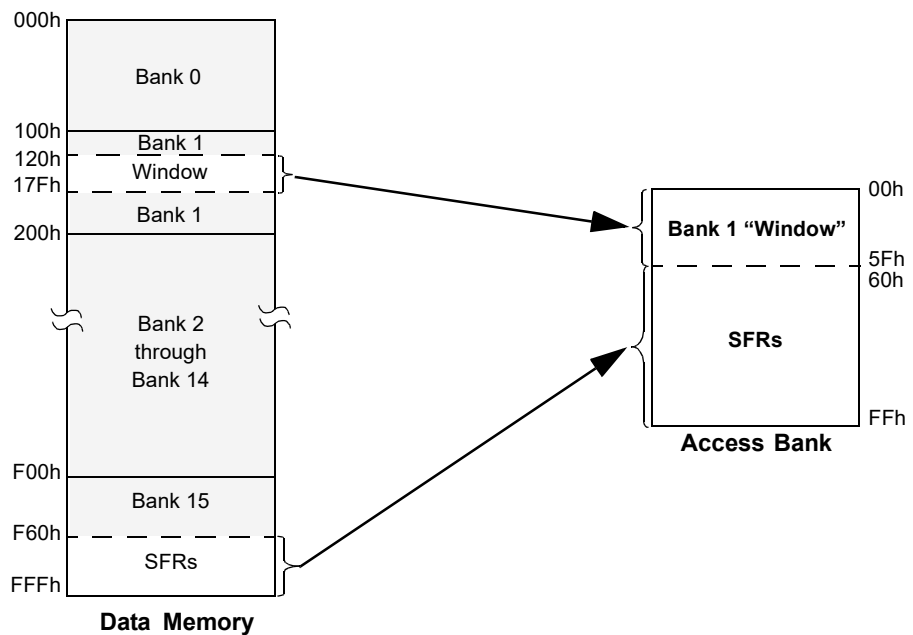 000h
Bank 0
100h
Bank 1
120h
Window
17Fh
Bank 1
200h
Bank 2
through
Bank 14
F00h
Bank 15
F60h
SFRs
FFFh
Data Memory
00h
Bank 1 “Window”
5Fh
60h
SFRs
FFh
Access Bank